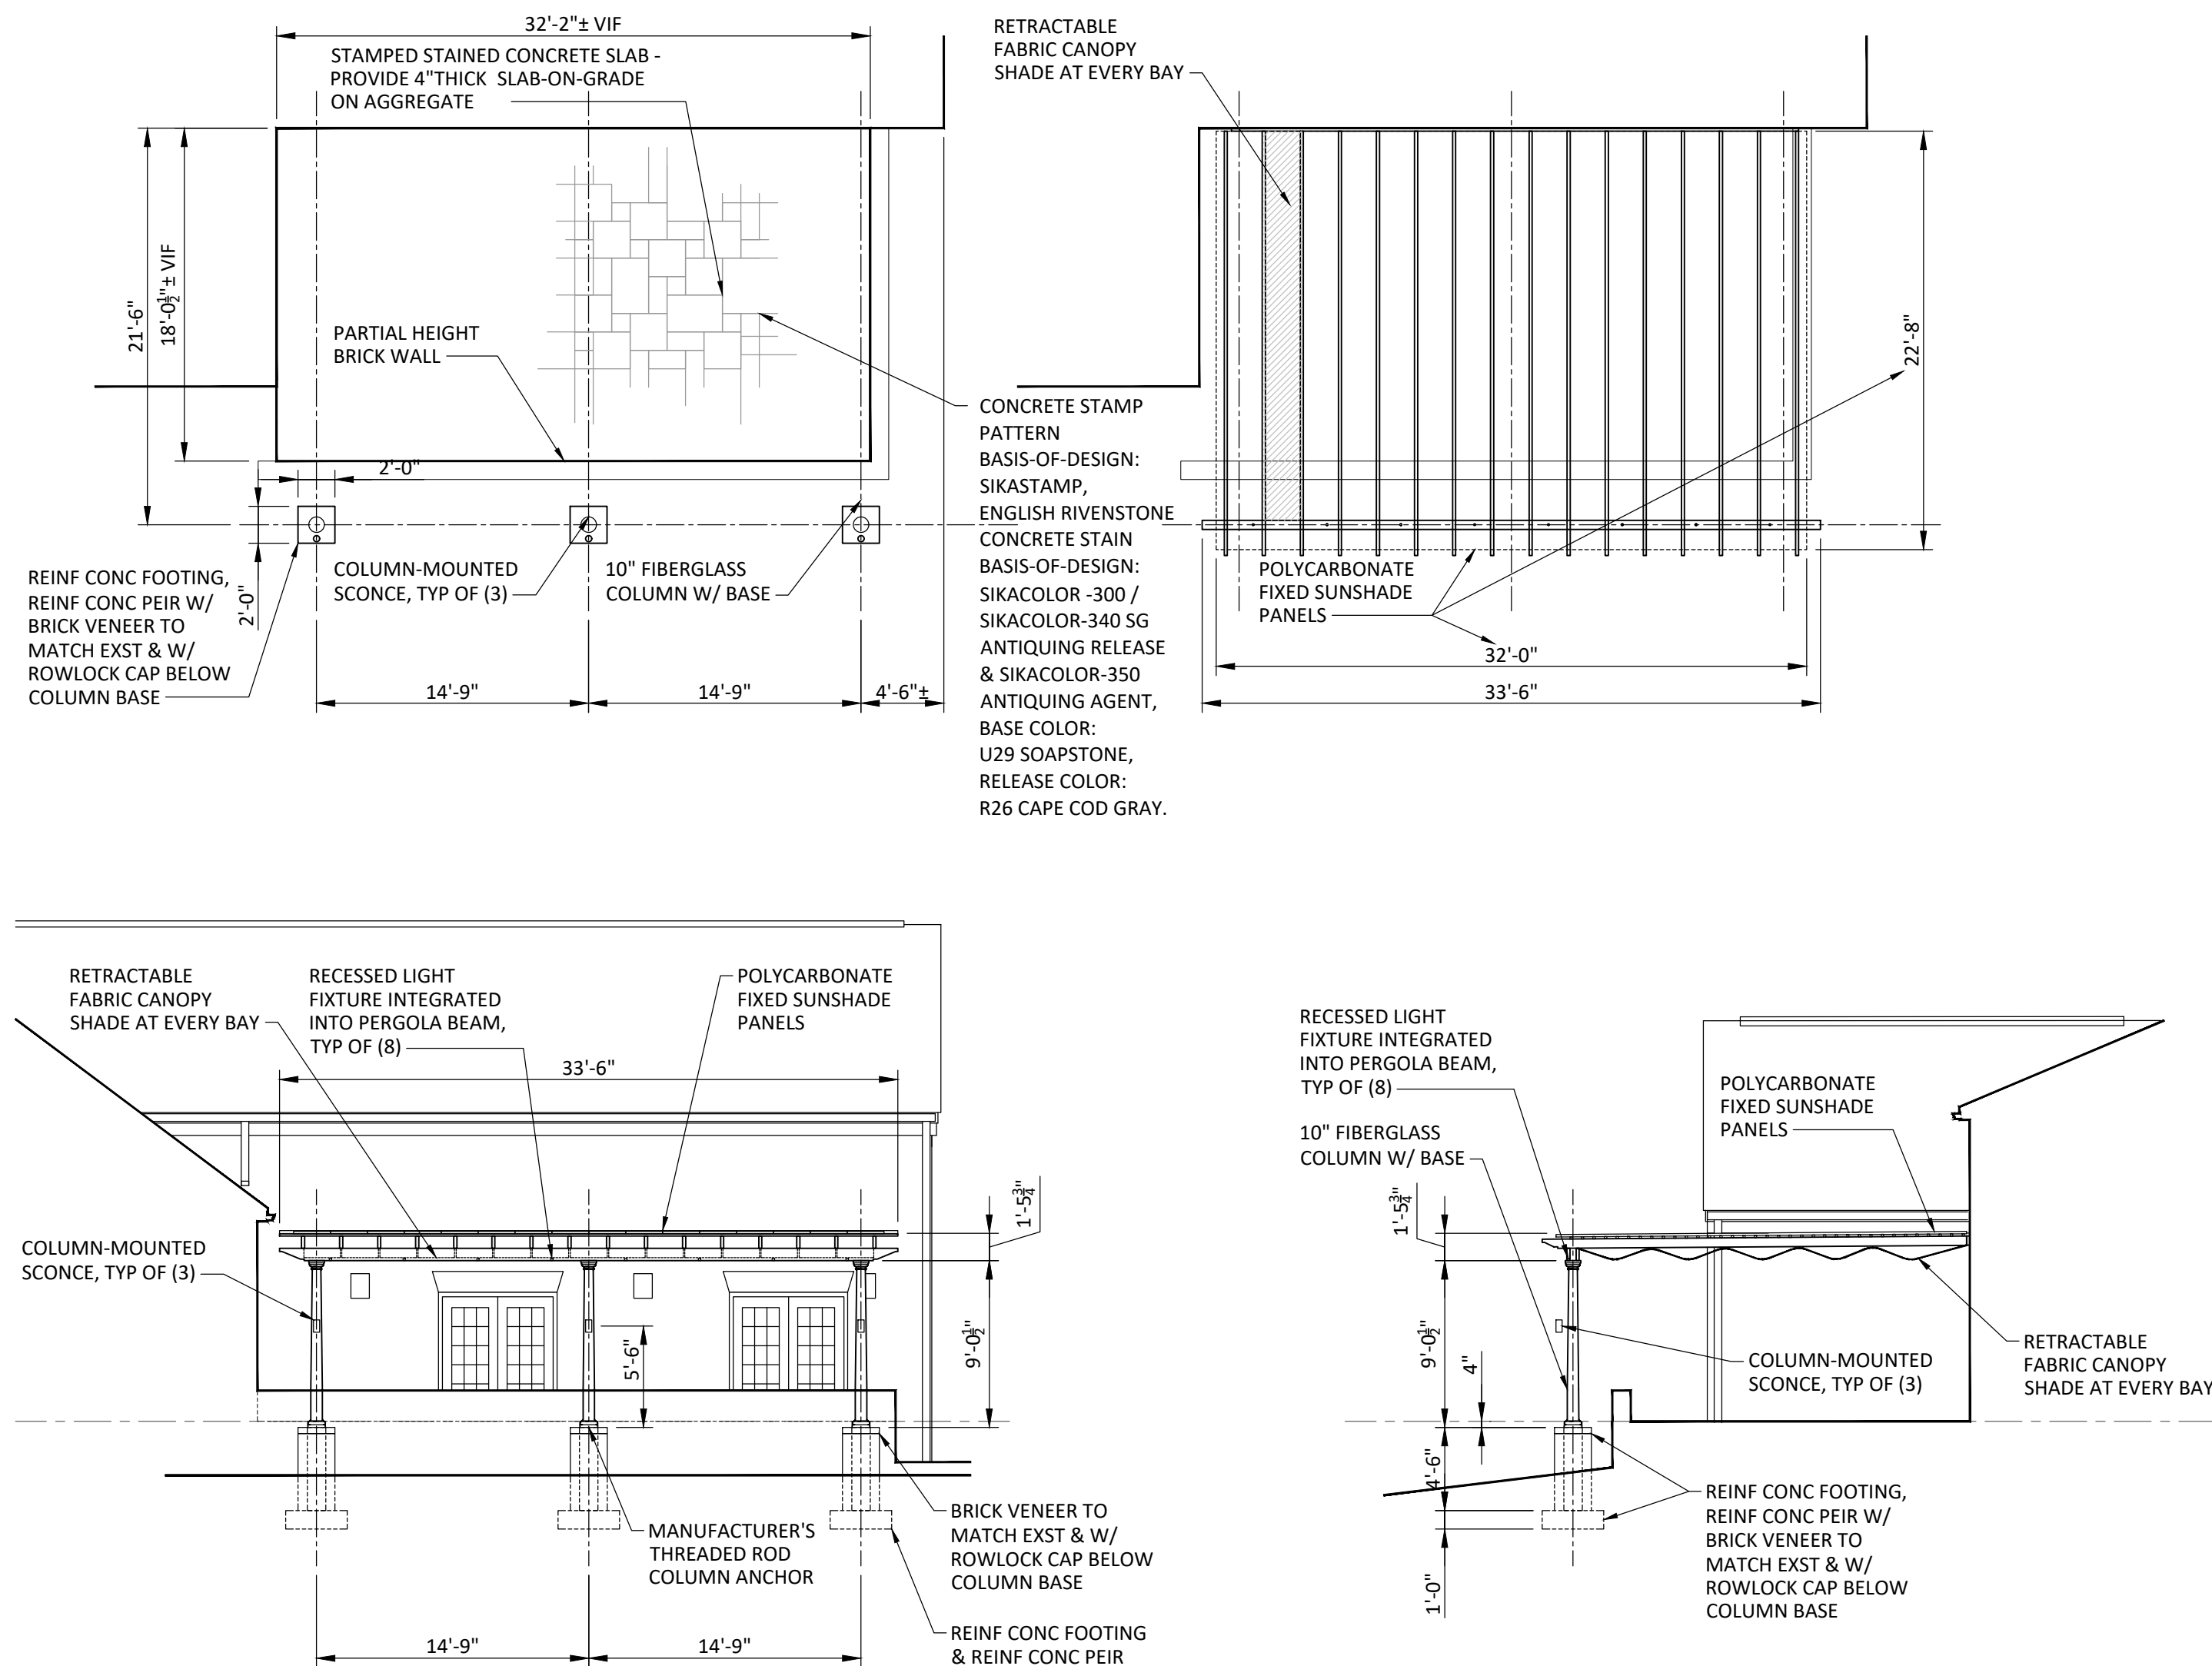 32'-2"± VIF
STAMPED STAINED CONCRETE SLAB -
PROVIDE 4"THICK SLAB-ON-GRADE
ON AGGREGATE
21'-6"
18'-0½"± VIF
PARTIAL HEIGHT
BRICK WALL
2'-0"
2'-0"
REINF CONC FOOTING,
REINF CONC PEIR W/
BRICK VENEER TO
MATCH EXST & W/
ROWLOCK CAP BELOW
COLUMN BASE
COLUMN-MOUNTED
SCONCE, TYP OF (3)
10" FIBERGLASS
COLUMN W/ BASE
14'-9"
14'-9"
4'-6"±
CONCRETE STAMP
PATTERN
BASIS-OF-DESIGN:
SIKASTAMP,
ENGLISH RIVENSTONE
CONCRETE STAIN
BASIS-OF-DESIGN:
SIKACOLOR -300 /
SIKACOLOR-340 SG
ANTIQUING RELEASE
& SIKACOLOR-350
ANTIQUING AGENT,
BASE COLOR:
U29 SOAPSTONE,
RELEASE COLOR:
R26 CAPE COD GRAY.
RETRACTABLE
FABRIC CANOPY
SHADE AT EVERY BAY
22'-8"
POLYCARBONATE
FIXED SUNSHADE
PANELS
32'-0"
33'-6"
RETRACTABLE
FABRIC CANOPY
SHADE AT EVERY BAY
RECESSED LIGHT
FIXTURE INTEGRATED
INTO PERGOLA BEAM,
TYP OF (8)
POLYCARBONATE
FIXED SUNSHADE
PANELS
33'-6"
1'-5¾"
COLUMN-MOUNTED
SCONCE, TYP OF (3)
5'-6"
9'-0½"
MANUFACTURER'S
THREADED ROD
COLUMN ANCHOR
BRICK VENEER TO
MATCH EXST & W/
ROWLOCK CAP BELOW
COLUMN BASE
REINF CONC FOOTING
& REINF CONC PEIR
14'-9"
14'-9"
RECESSED LIGHT
FIXTURE INTEGRATED
INTO PERGOLA BEAM,
TYP OF (8)
10" FIBERGLASS
COLUMN W/ BASE
POLYCARBONATE
FIXED SUNSHADE
PANELS
1'-5¾"
9'-0½"
4"
4'-6"
1'-0"
COLUMN-MOUNTED
SCONCE, TYP OF (3)
RETRACTABLE
FABRIC CANOPY
SHADE AT EVERY BAY
REINF CONC FOOTING,
REINF CONC PEIR W/
BRICK VENEER TO
MATCH EXST & W/
ROWLOCK CAP BELOW
COLUMN BASE